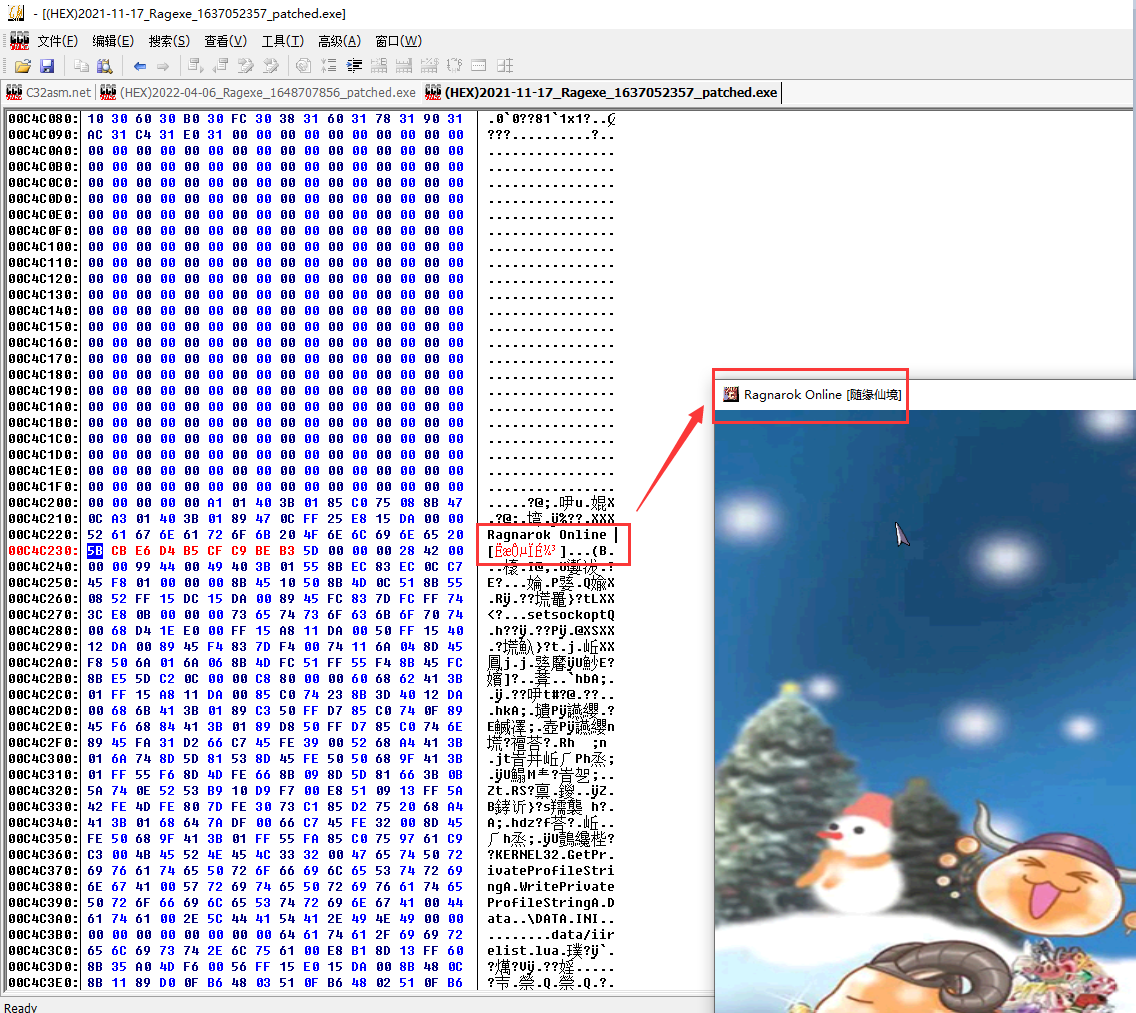 - [(HEX)2021-11-17_Ragexe_1637052357_patched.exe]
文件(F) 编辑(E) 搜索(S) 查看(V) 工具(T) 高级(A) 窗口(W)
C32asm.net (HEX)2022-04-06_Ragexe_1648707856_patched.exe (HEX)2021-11-17_Ragexe_1637052357_patched.exe
00C4C080: 10 30 60 30 B0 30 FC 30 38 31 60 31 78 31 90 31 .0`0??81`1x1?..
00C4C090: AC 31 C4 31 E0 31 00 00 00 00 00 00 00 00 00 00 ???..........?..
00C4C0A0: 00 00 00 00 00 00 00 00 00 00 00 00 00 00 00 00 ................
00C4C0B0: 00 00 00 00 00 00 00 00 00 00 00 00 00 00 00 00 ................
00C4C0C0: 00 00 00 00 00 00 00 00 00 00 00 00 00 00 00 00 ................
00C4C0D0: 00 00 00 00 00 00 00 00 00 00 00 00 00 00 00 00 ................
00C4C0E0: 00 00 00 00 00 00 00 00 00 00 00 00 00 00 00 00 ................
00C4C0F0: 00 00 00 00 00 00 00 00 00 00 00 00 00 00 00 00 ................
00C4C100: 00 00 00 00 00 00 00 00 00 00 00 00 00 00 00 00 ................
00C4C110: 00 00 00 00 00 00 00 00 00 00 00 00 00 00 00 00 ................
00C4C120: 00 00 00 00 00 00 00 00 00 00 00 00 00 00 00 00 ................
00C4C130: 00 00 00 00 00 00 00 00 00 00 00 00 00 00 00 00 ................
00C4C140: 00 00 00 00 00 00 00 00 00 00 00 00 00 00 00 00 ................
00C4C150: 00 00 00 00 00 00 00 00 00 00 00 00 00 00 00 00 ................
00C4C160: 00 00 00 00 00 00 00 00 00 00 00 00 00 00 00 00 ................
00C4C170: 00 00 00 00 00 00 00 00 00 00 00 00 00 00 00 00 ................
00C4C180: 00 00 00 00 00 00 00 00 00 00 00 00 00 00 00 00 ................
00C4C190: 00 00 00 00 00 00 00 00 00 00 00 00 00 00 00 00 ................
00C4C1A0: 00 00 00 00 00 00 00 00 00 00 00 00 00 00 00 00 ................
00C4C1B0: 00 00 00 00 00 00 00 00 00 00 00 00 00 00 00 00 ................
00C4C1C0: 00 00 00 00 00 00 00 00 00 00 00 00 00 00 00 00 ................
00C4C1D0: 00 00 00 00 00 00 00 00 00 00 00 00 00 00 00 00 ................
00C4C1E0: 00 00 00 00 00 00 00 00 00 00 00 00 00 00 00 00 ................
00C4C1F0: 00 00 00 00 00 00 00 00 00 00 00 00 00 00 00 00 ................
00C4C200: 00 00 00 00 00 A1 01 40 3B 01 85 C0 75 08 8B 47 .....?@;.咿u.婫X
00C4C210: 0C A3 01 40 3B 01 89 47 0C FF 25 E8 15 DA 00 00
00C4C220: 52 61 67 6E 61 72 6F 6B 20 4F 6E 6C 69 6E 65 20 Ragnarok Online
00C4C230: 5B CB E6 D4 B5 CF C9 BE B3 5D 00 00 00 28 42 00 [ËæÔµÏÉ¾³]...(B.
00C4C240: 00 00 99 44 00 49 40 3B 01 55 8B EC 83 EC 0C C7
00C4C250: 45 F8 01 00 00 00 8B 45 10 50 8B 4D 0C 51 8B 55
00C4C260: 08 52 FF 15 DC 15 DA 00 89 45 FC 83 7D FC FF 74
00C4C270: 3C E8 0B 00 00 00 73 65 74 73 6F 63 6B 6F 70 74 <?...setsockoptQ
00C4C280: 00 68 D4 1E E0 00 FF 15 A8 11 DA 00 50 FF 15 40 .h??ÿ.??Pÿ.@XSXX
00C4C290: 12 DA 00 89 45 F4 83 7D F4 00 74 11 6A 04 8D 45
00C4C2A0: F8 50 6A 01 6A 06 8B 4D FC 51 FF 55 F4 8B 45 FC
00C4C2B0: 8B E5 5D C2 0C 00 00 C8 80 00 00 60 68 62 41 3B
00C4C2C0: 01 FF 15 A8 11 DA 00 85 C0 74 23 8B 3D 40 12 DA .ÿ.??咿t#?@.??..
00C4C2D0: 00 68 6B 41 3B 01 89 C3 50 FF D7 85 C0 74 0F 89
00C4C2E0: 45 F6 68 84 41 3B 01 89 D8 50 FF D7 85 C0 74 6E
00C4C2F0: 89 45 FA 31 D2 66 C7 45 FE 39 00 52 68 A4 41 3B
00C4C300: 01 6A 74 8D 5D 81 53 8D 45 FE 50 50 68 9F 41 3B
00C4C310: 01 FF 55 F6 8D 4D FE 66 8B 09 8D 5D 81 66 3B 0B
00C4C320: 5A 74 0E 52 53 B9 10 D9 F7 00 E8 51 09 13 FF 5A
00C4C330: 42 FE 4D FE 80 7D FE 30 73 C1 85 D2 75 20 68 A4
00C4C340: 41 3B 01 68 64 7A DF 00 66 C7 45 FE 32 00 8D 45
00C4C350: FE 50 68 9F 41 3B 01 FF 55 FA 85 C0 75 97 61 C9
00C4C360: C3 00 4B 45 52 4E 45 4C 33 32 00 47 65 74 50 72 ?KERNEL32.GetPr.
00C4C370: 69 76 61 74 65 50 72 6F 66 69 6C 65 53 74 72 69 ivateProfileStri
00C4C380: 6E 67 41 00 57 72 69 74 65 50 72 69 76 61 74 65 ngA.WritePrivate
00C4C390: 50 72 6F 66 69 6C 65 53 74 72 69 6E 67 41 00 44 ProfileStringA.D
00C4C3A0: 61 74 61 00 2E 5C 44 41 54 41 2E 49 4E 49 00 00 ata..\DATA.INI..
00C4C3B0: 00 00 00 00 00 00 00 64 61 74 61 2F 69 69 72 .......data/iir
00C4C3C0: 65 6C 69 73 74 2E 6C 75 61 00 E8 B1 8D 13 FF 60
00C4C3D0: 8B 35 A0 4D F6 00 56 FF 15 E0 15 DA 00 8B 48 0C
00C4C3E0: 8B 11 89 D0 0F B6 48 03 51 0F B6 48 02 51 0F B6
Ragnarok Online [随缘仙境]
Ready